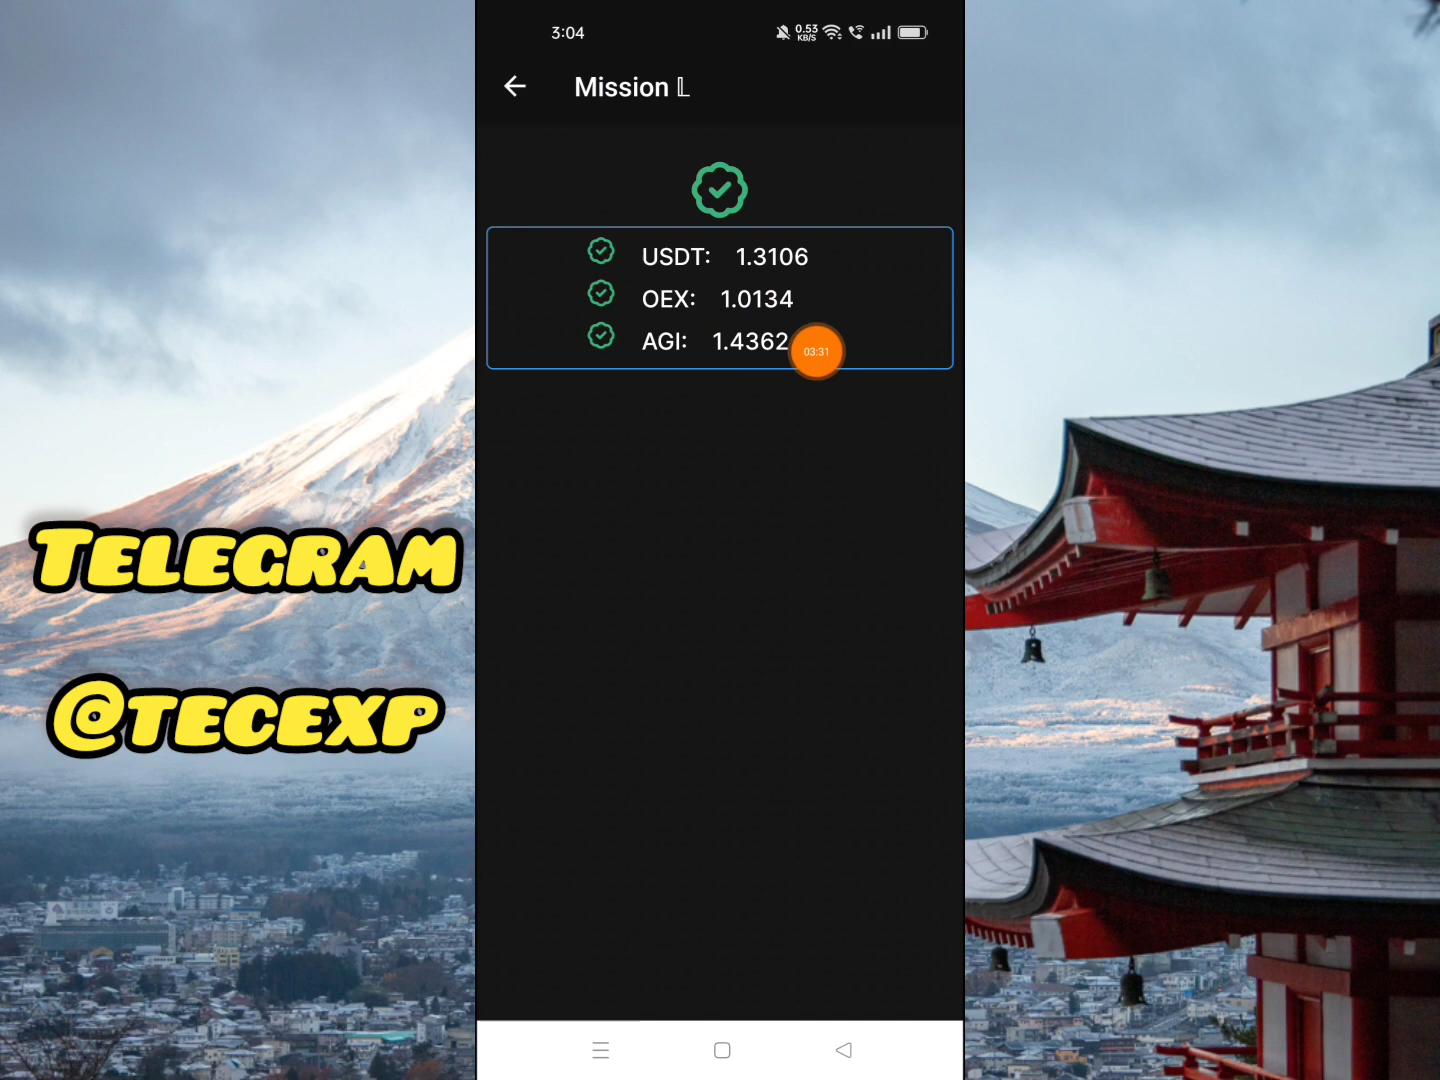 3:04
0.53
KB/S
Mission 𝕃
USDT: 1.3106
OEX: 1.0134
AGI: 1.4362
03:31
TELEGRAM
@TECEXP